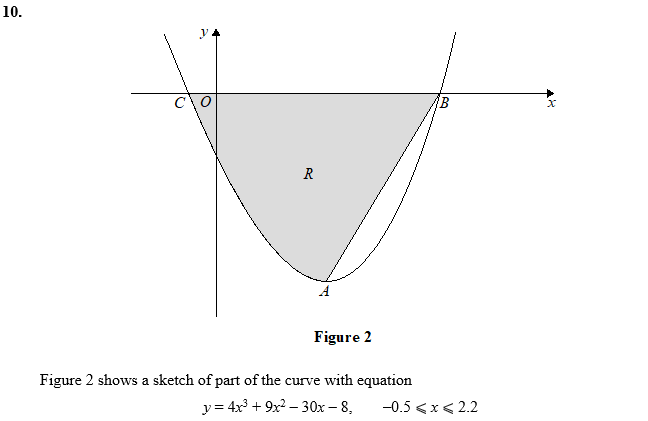 10.
y
C O B x
R
A
Figure 2
Figure 2 shows a sketch of part of the curve with equation
y = 4x³ + 9x² – 30x – 8, –0.5 ⩽ x ⩽ 2.2